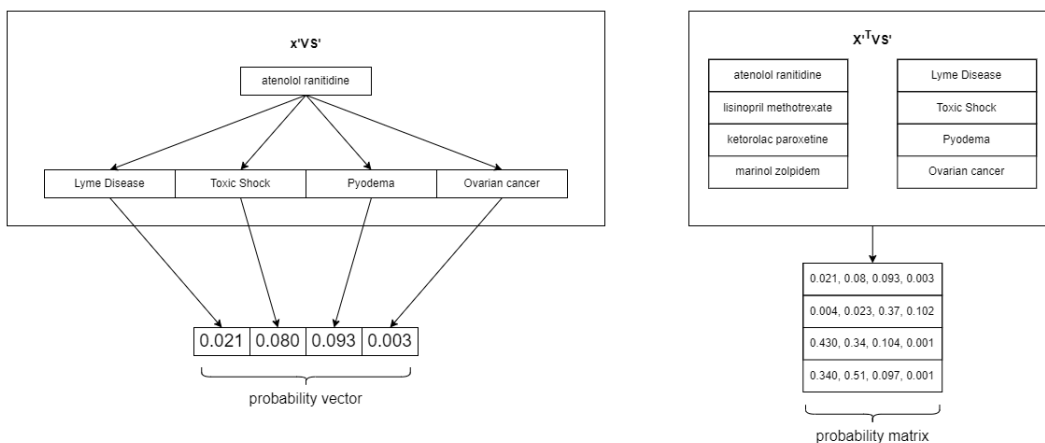 x'VS'
atenolol ranitidine
Lyme Disease
Toxic Shock
Pyodema
Ovarian cancer
0.021
0.080
0.093
0.003
probability vector
X'ᵀVS'
atenolol ranitidine
lisinopril methotrexate
ketorolac paroxetine
marinol zolpidem
Lyme Disease
Toxic Shock
Pyodema
Ovarian cancer
0.021, 0.08, 0.093, 0.003
0.004, 0.023, 0.37, 0.102
0.430, 0.34, 0.104, 0.001
0.340, 0.51, 0.097, 0.001
probability matrix